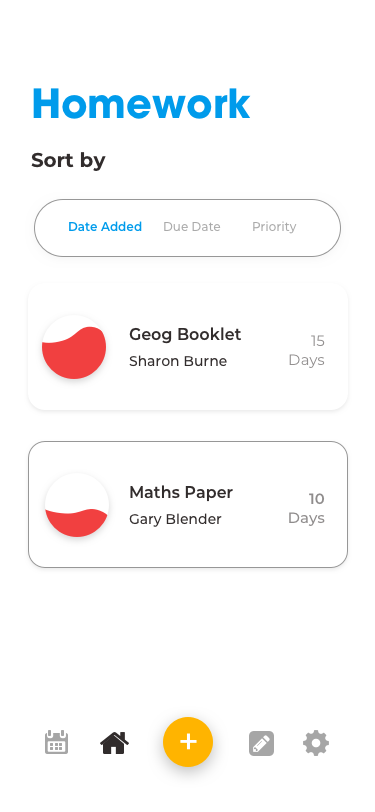 Homework
Sort by
Date Added Due Date Priority
Geog Booklet
Sharon Burne
15
Days
Maths Paper
Gary Blender
10
Days
+